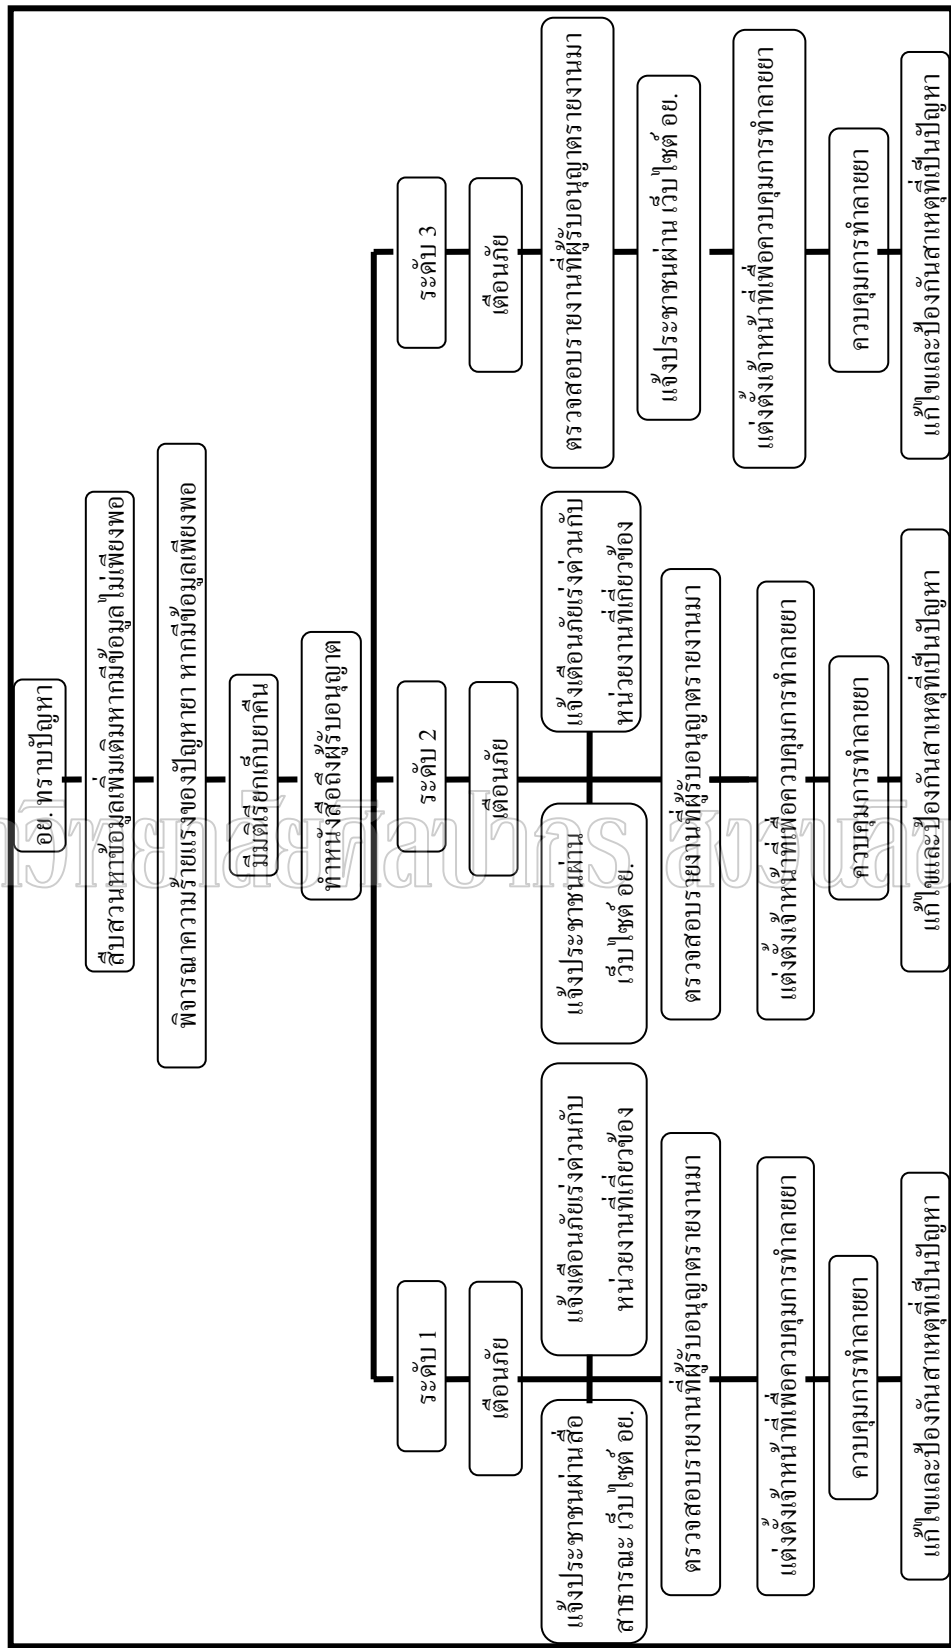 อย. ทราบปัญหา
สืบสวนหาข้อมูลเพิ่มเติมหากมีข้อมูลไม่เพียงพอ
พิจารณาความร้ายแรงของปัญหายา หากมีข้อมูลเพียงพอ
มีมติเรียกเก็บยาคืน
ทำหนังสือถึงผู้รับอนุญาต
ระดับ 1
เตือนภัย
แจ้งประชาชนผ่านสื่อ
สาธารณะ เว็บไซต์ อย.
แจ้งเตือนภัยเร่งด่วนกับ
หน่วยงานที่เกี่ยวข้อง
ตรวจสอบรายงานที่ผู้รับอนุญาตรายงานมา
แต่งตั้งเจ้าหน้าที่เพื่อควบคุมการทำลายยา
ควบคุมการทำลายยา
แก้ไขและป้องกันสาเหตุที่เป็นปัญหา
ระดับ 2
เตือนภัย
แจ้งประชาชนผ่าน
เว็บไซต์ อย.
แจ้งเตือนภัยเร่งด่วนกับ
หน่วยงานที่เกี่ยวข้อง
ตรวจสอบรายงานที่ผู้รับอนุญาตรายงานมา
แต่งตั้งเจ้าหน้าที่เพื่อควบคุมการทำลายยา
ควบคุมการทำลายยา
แก้ไขและป้องกันสาเหตุที่เป็นปัญหา
ระดับ 3
เตือนภัย
ตรวจสอบรายงานที่ผู้รับอนุญาตรายงานมา
แจ้งประชาชนผ่าน เว็บไซต์ อย.
แต่งตั้งเจ้าหน้าที่เพื่อควบคุมการทำลายยา
ควบคุมการทำลายยา
แก้ไขและป้องกันสาเหตุที่เป็นปัญหา